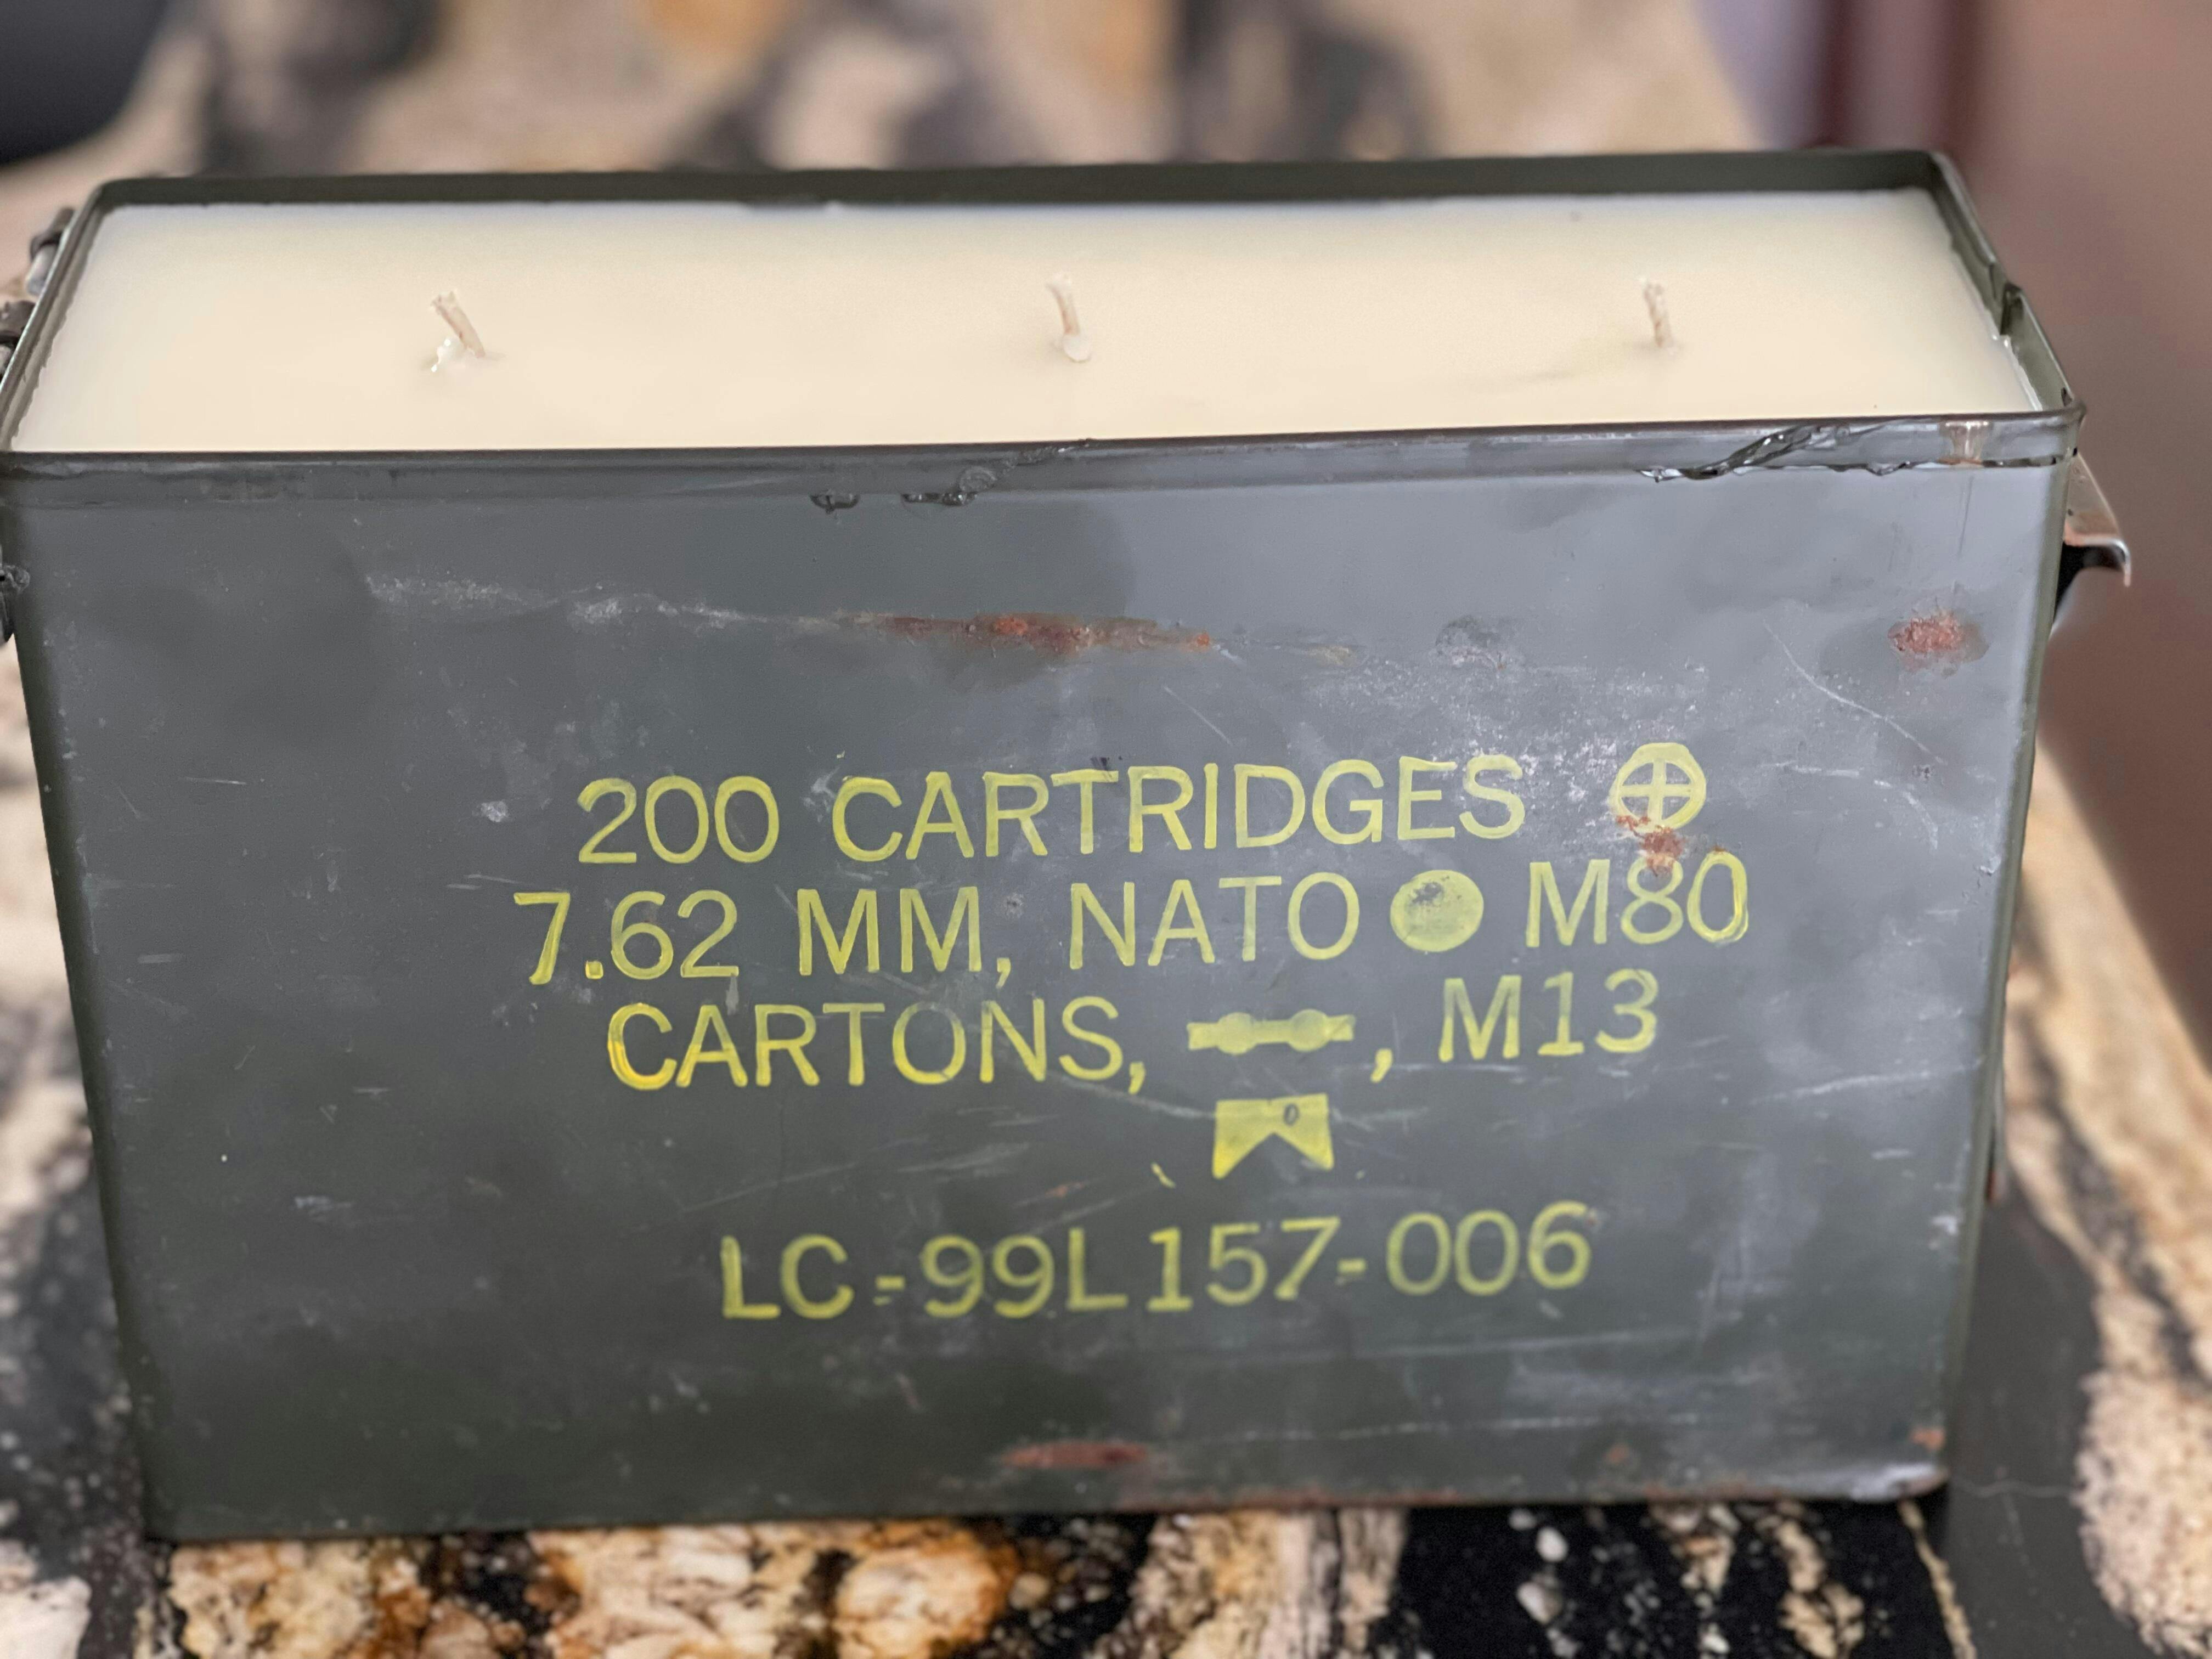 200 CARTRIDGES ⊕
7.62 MM, NATO ● M80
CARTONS, , M13
LC-99L157-006